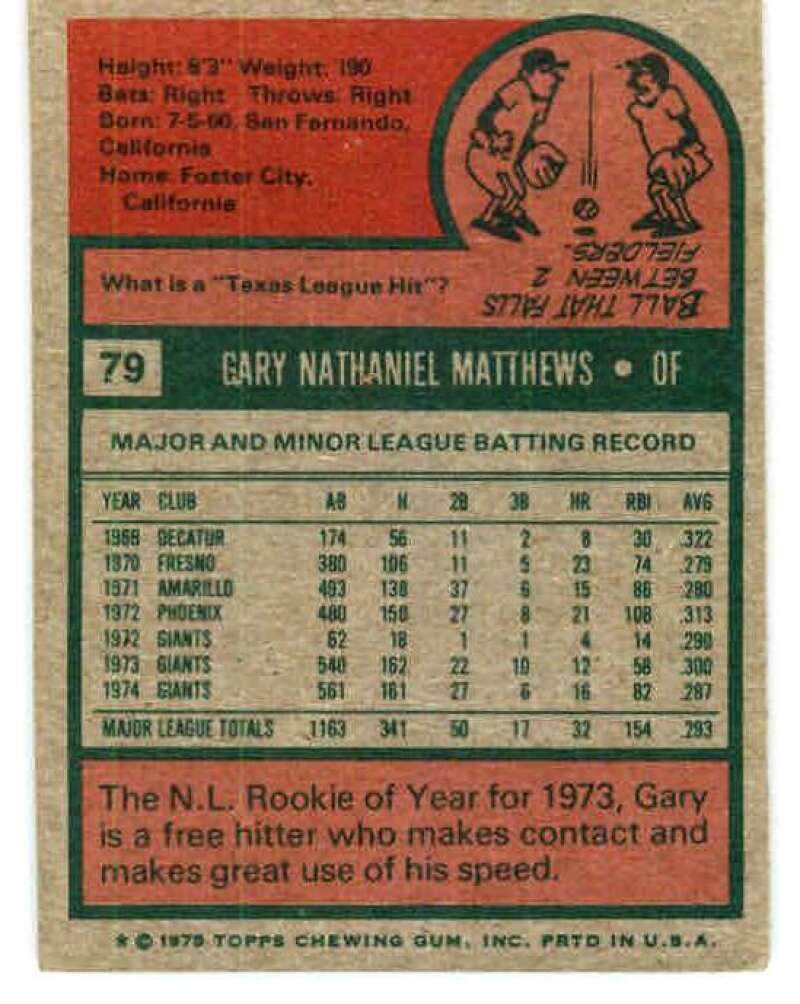 Height: 6'3" Weight: 190
Bats: Right Throws: Right
Born: 7-5-50, San Fernando,
California
Home: Foster City,
California
What is a "Texas League Hit"?
BALL THAT FALLS
BETWEEN 2
FIELDERS.
79 GARY NATHANIEL MATTHEWS • OF
MAJOR AND MINOR LEAGUE BATTING RECORD
YEAR CLUB AB H 2B 3B HR RBI AVG
1969 DECATUR 174 56 11 2 8 30 .322
1970 FRESNO 380 106 11 5 23 74 .279
1971 AMARILLO 493 138 37 6 15 86 .280
1972 PHOENIX 480 150 27 8 21 108 .313
1972 GIANTS 62 18 1 1 4 14 .290
1973 GIANTS 540 162 22 10 12 58 .300
1974 GIANTS 561 161 27 6 16 82 .287
MAJOR LEAGUE TOTALS 1163 341 50 17 32 154 .293
The N.L. Rookie of Year for 1973, Gary
is a free hitter who makes contact and
makes great use of his speed.
* © 1975 TOPPS CHEWING GUM, INC. PRTD IN U.S.A.